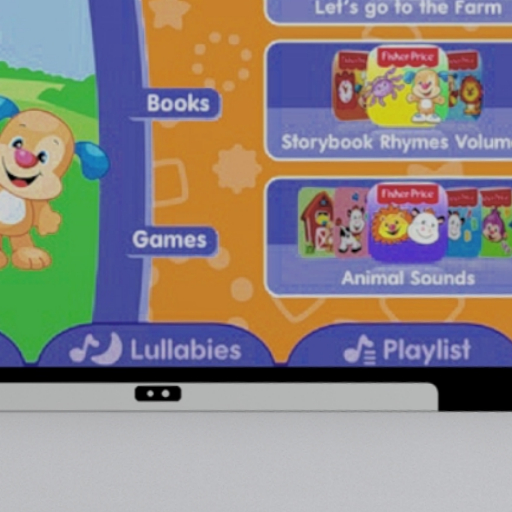 Let's go to the Farm
Fisher-Price
Books
Storybook Rhymes Volum
Fisher-Price
Games
Animal Sounds
Lullabies
Playlist